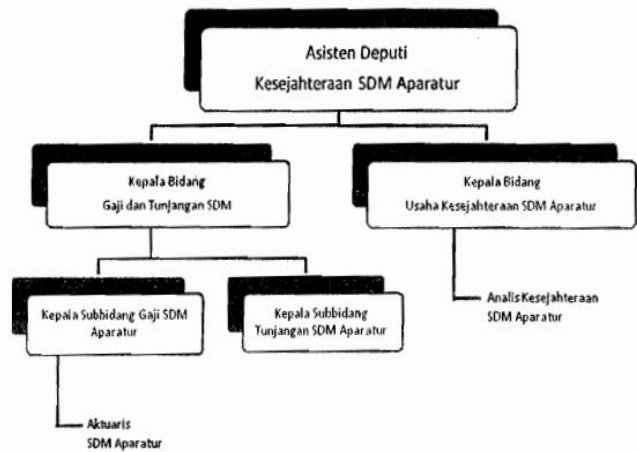 Asisten Deputi
Kesejahteraan SDM Aparatur
Kepala Bidang
Gaji dan Tunjangan SDM
Kepala Bidang
Usaha Kesejahteraan SDM Aparatur
Kepala Subbidang Gaji SDM
Aparatur
Kepala Subbidang
Tunjangan SDM Aparatur
Analis Kesejahteraan
SDM Aparatur
Aktuaris
SDM Aparatur